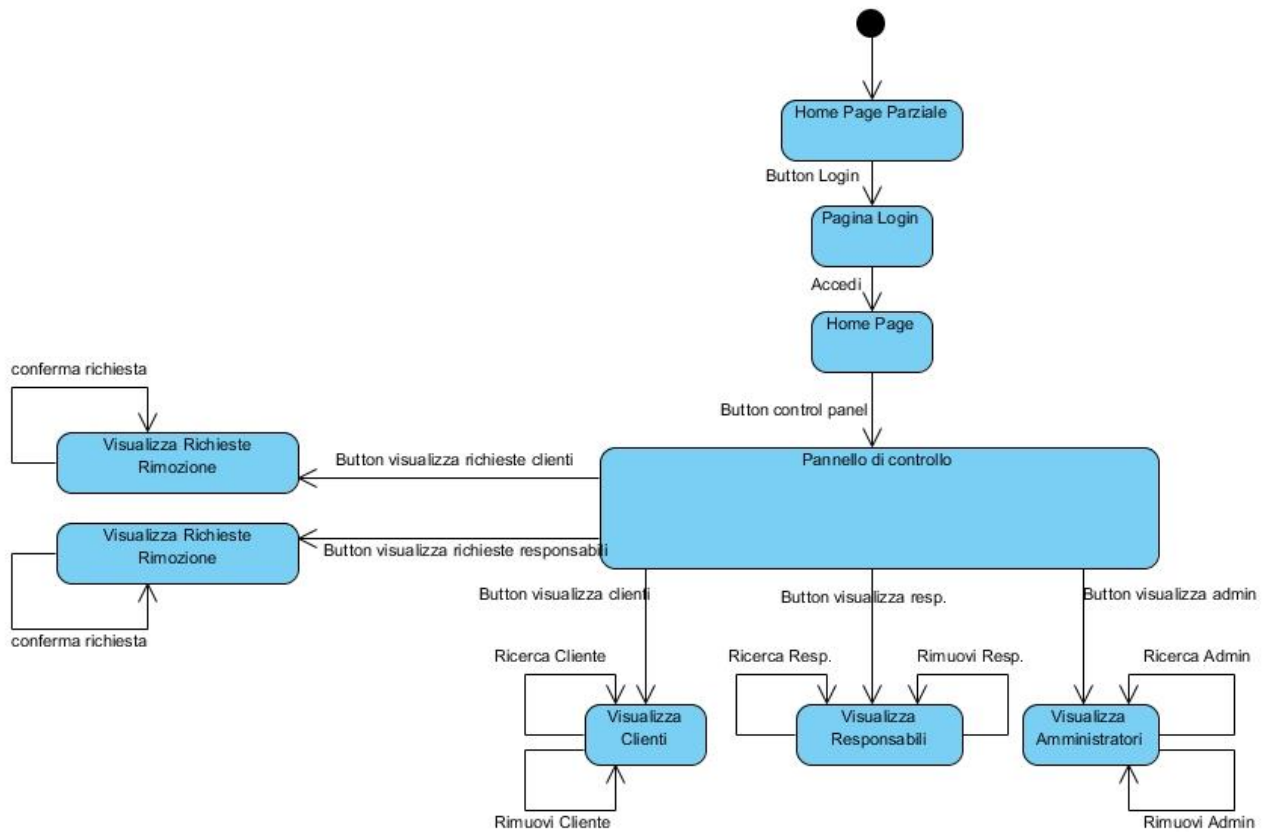 Home Page Parziale
Button Login
Pagina Login
Accedi
Home Page
Button control panel
conferma richiesta
Visualizza Richieste
Rimozione
Button visualizza richieste clienti
Pannello di controllo
Visualizza Richieste
Rimozione
Button visualizza richieste responsabili
conferma richiesta
Button visualizza clienti
Button visualizza resp.
Button visualizza admin
Ricerca Cliente
Ricerca Resp.
Rimuovi Resp.
Ricerca Admin
Visualizza
Clienti
Visualizza
Responsabili
Visualizza
Amministratori
Rimuovi Cliente
Rimuovi Admin